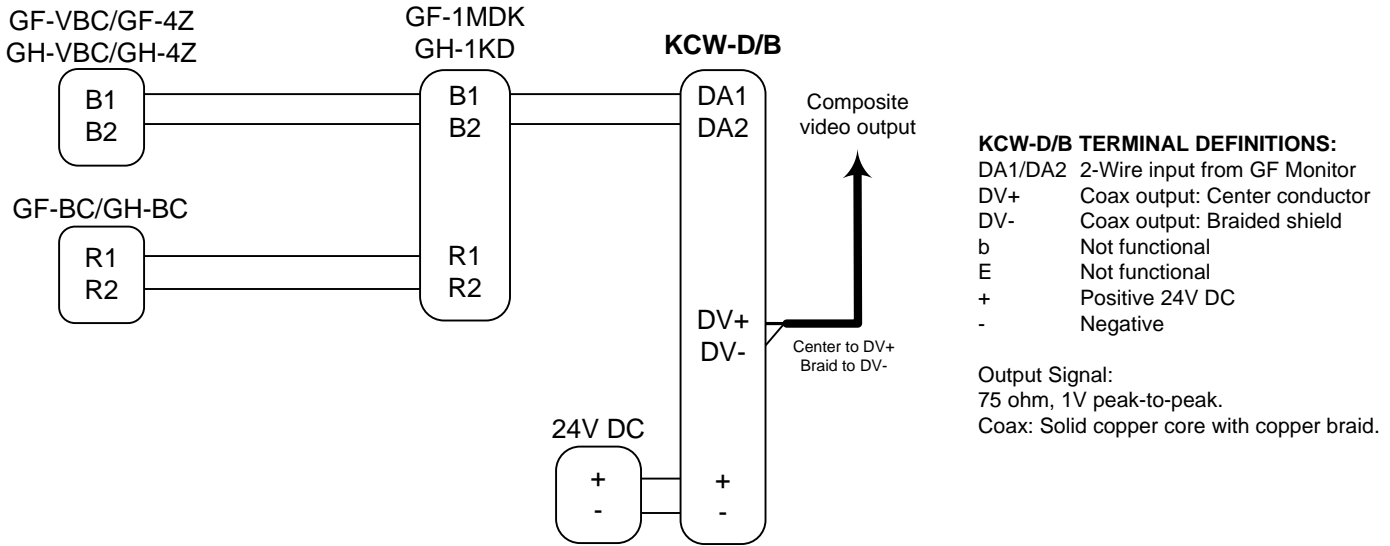 GF-VBC/GF-4Z
GH-VBC/GH-4Z
B1
B2
GF-BC/GH-BC
R1
R2
GF-1MDK
GH-1KD
B1
B2
R1
R2
KCW-D/B
DA1
DA2
DV+
DV-
+
-
24V DC
+
-
Composite
video output
Center to DV+
Braid to DV-
KCW-D/B TERMINAL DEFINITIONS:
DA1/DA2 2-Wire input from GF Monitor
DV+ Coax output: Center conductor
DV- Coax output: Braided shield
b Not functional
E Not functional
+ Positive 24V DC
- Negative
Output Signal:
75 ohm, 1V peak-to-peak.
Coax: Solid copper core with copper braid.